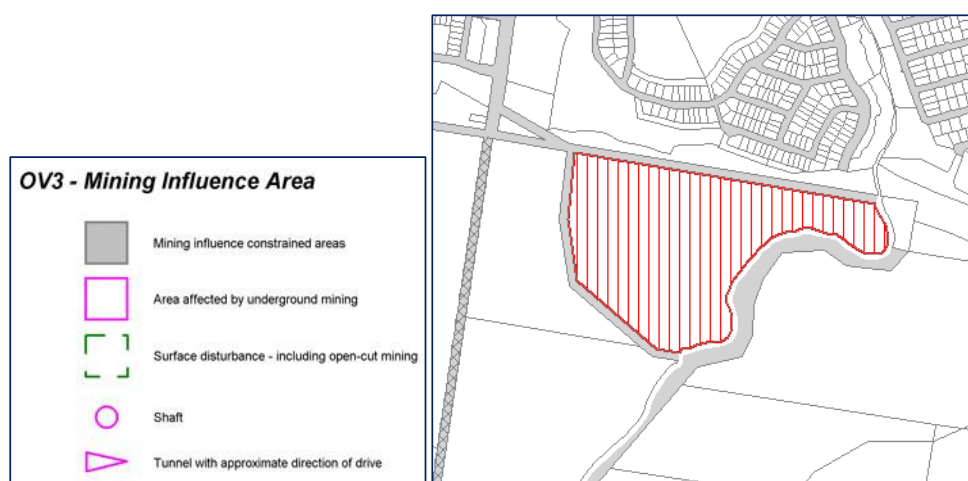 OV3 - Mining Influence Area
Mining influence constrained areas
Area affected by underground mining
Surface disturbance - including open-cut mining
Shaft
Tunnel with approximate direction of drive